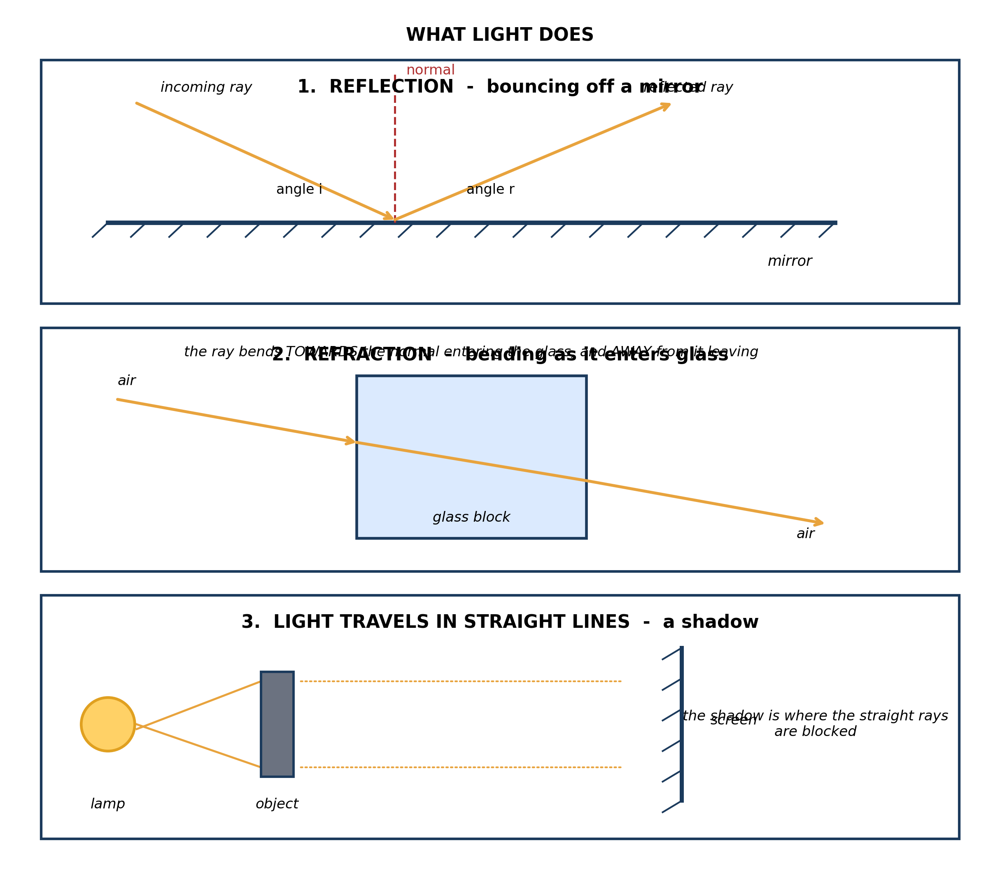 WHAT LIGHT DOES
normal
incoming ray
1. REFLECTION - bouncing off a mirror
reflected ray
angle i
angle r
mirror
the ray bends TOWARDS the normal entering the glass, and AWAY from it leaving
2. REFRACTION - bending as it enters glass
air
glass block
air
3. LIGHT TRAVELS IN STRAIGHT LINES - a shadow
the shadow is where the straight rays
are blocked
screen
lamp
object